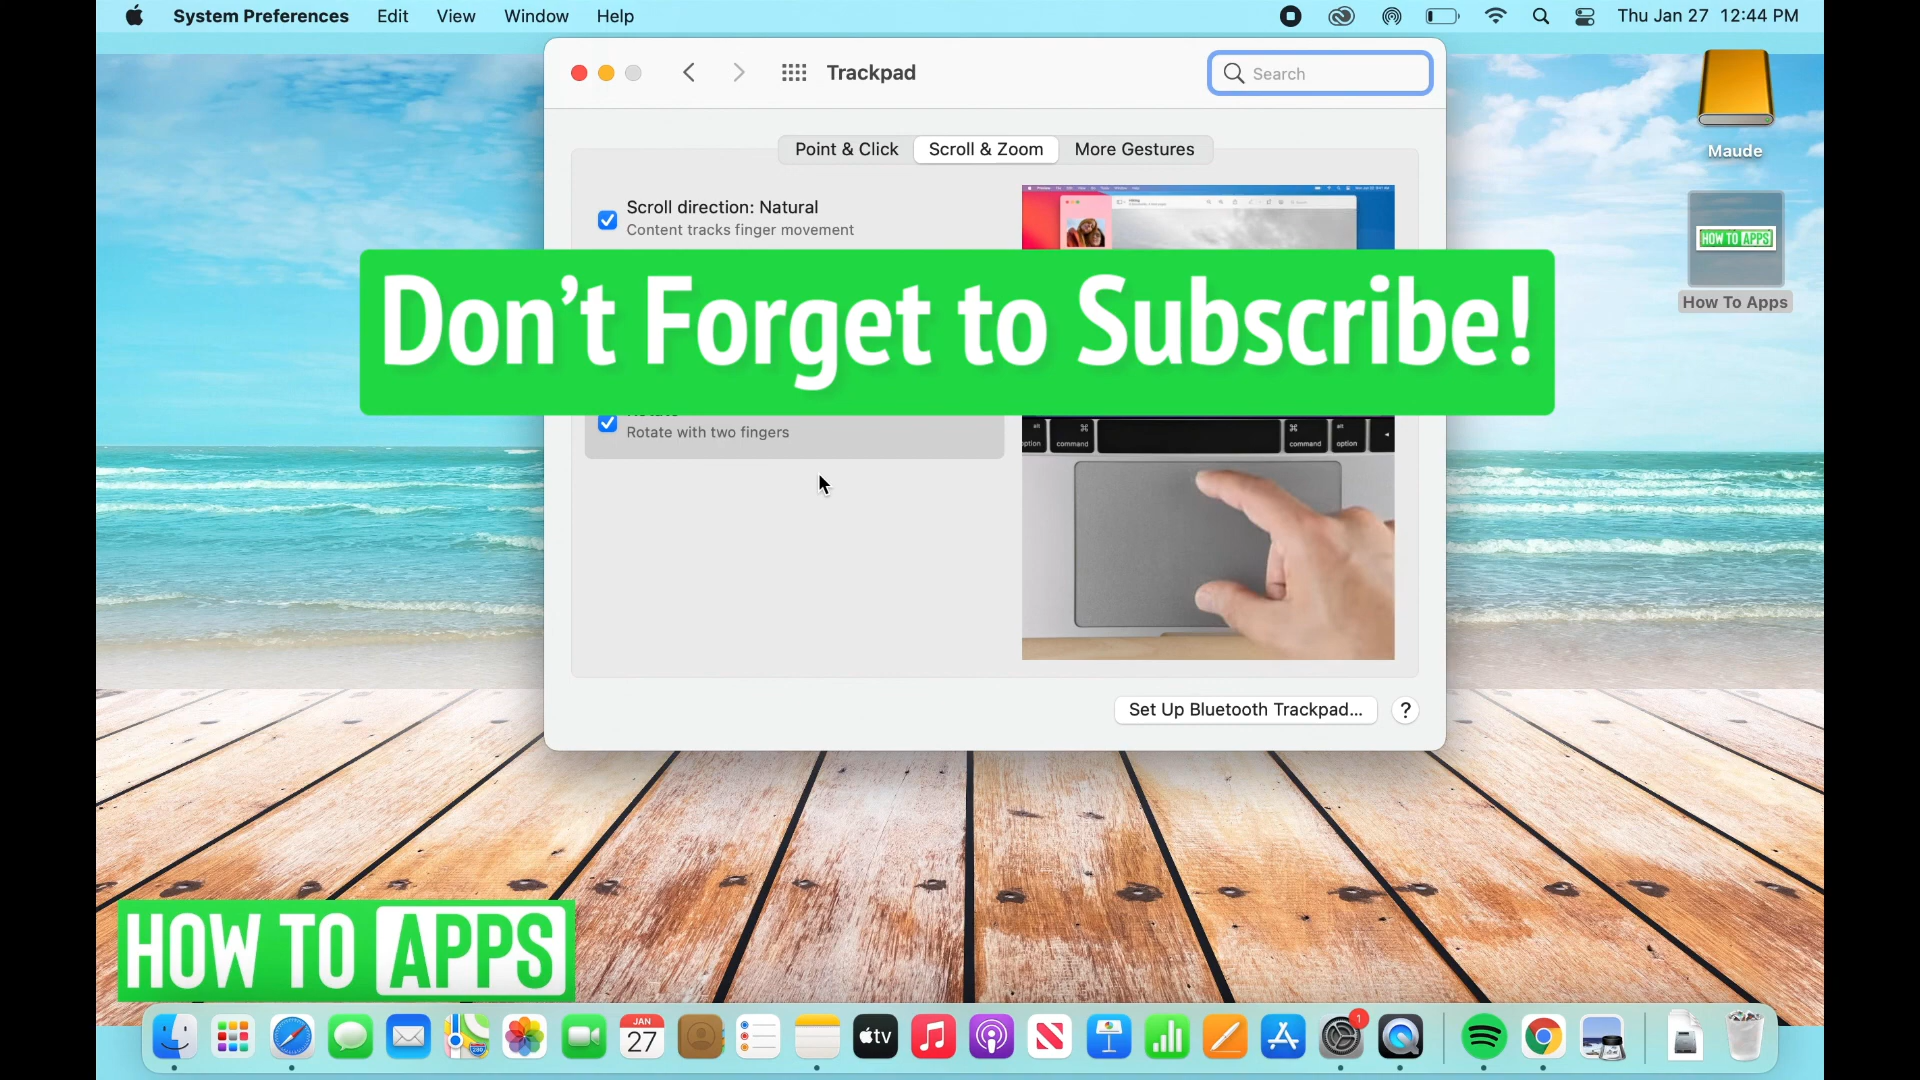 System Preferences Edit View Window Help
Thu Jan 27 12:44 PM
Trackpad
Search
Point & Click Scroll & Zoom More Gestures
Scroll direction: Natural
Content tracks finger movement
Don't Forget to Subscribe!
Rotate with two fingers
command
command
option
Set Up Bluetooth Trackpad...
?
Maude
HOW TO APPS
How To Apps
HOW TO APPS
JAN
27
tv
1